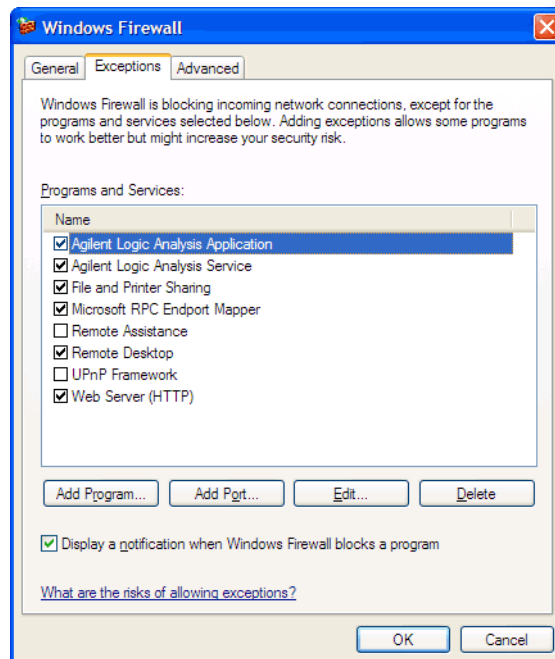 Windows Firewall
General Exceptions Advanced
Windows Firewall is blocking incoming network connections, except for the
programs and services selected below. Adding exceptions allows some programs
to work better but might increase your security risk.
Programs and Services:
Name
Agilent Logic Analysis Application
Agilent Logic Analysis Service
File and Printer Sharing
Microsoft RPC Endport Mapper
Remote Assistance
Remote Desktop
UPnP Framework
Web Server (HTTP)
Add Program... Add Port... Edit... Delete
Display a notification when Windows Firewall blocks a program
What are the risks of allowing exceptions?
OK Cancel